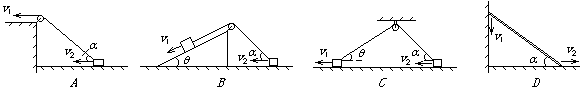 v₁ α v₂ A
v₁ θ α v₂ B
v₁ θ α v₂ C
v₁ α v₂ D